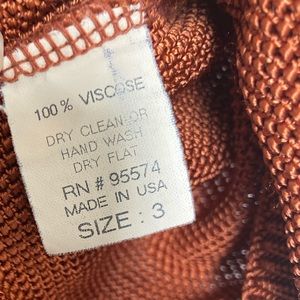 100% VISCOSE
DRY CLEAN OR
HAND WASH
DRY FLAT
RN # 95574
MADE IN USA
SIZE : 3